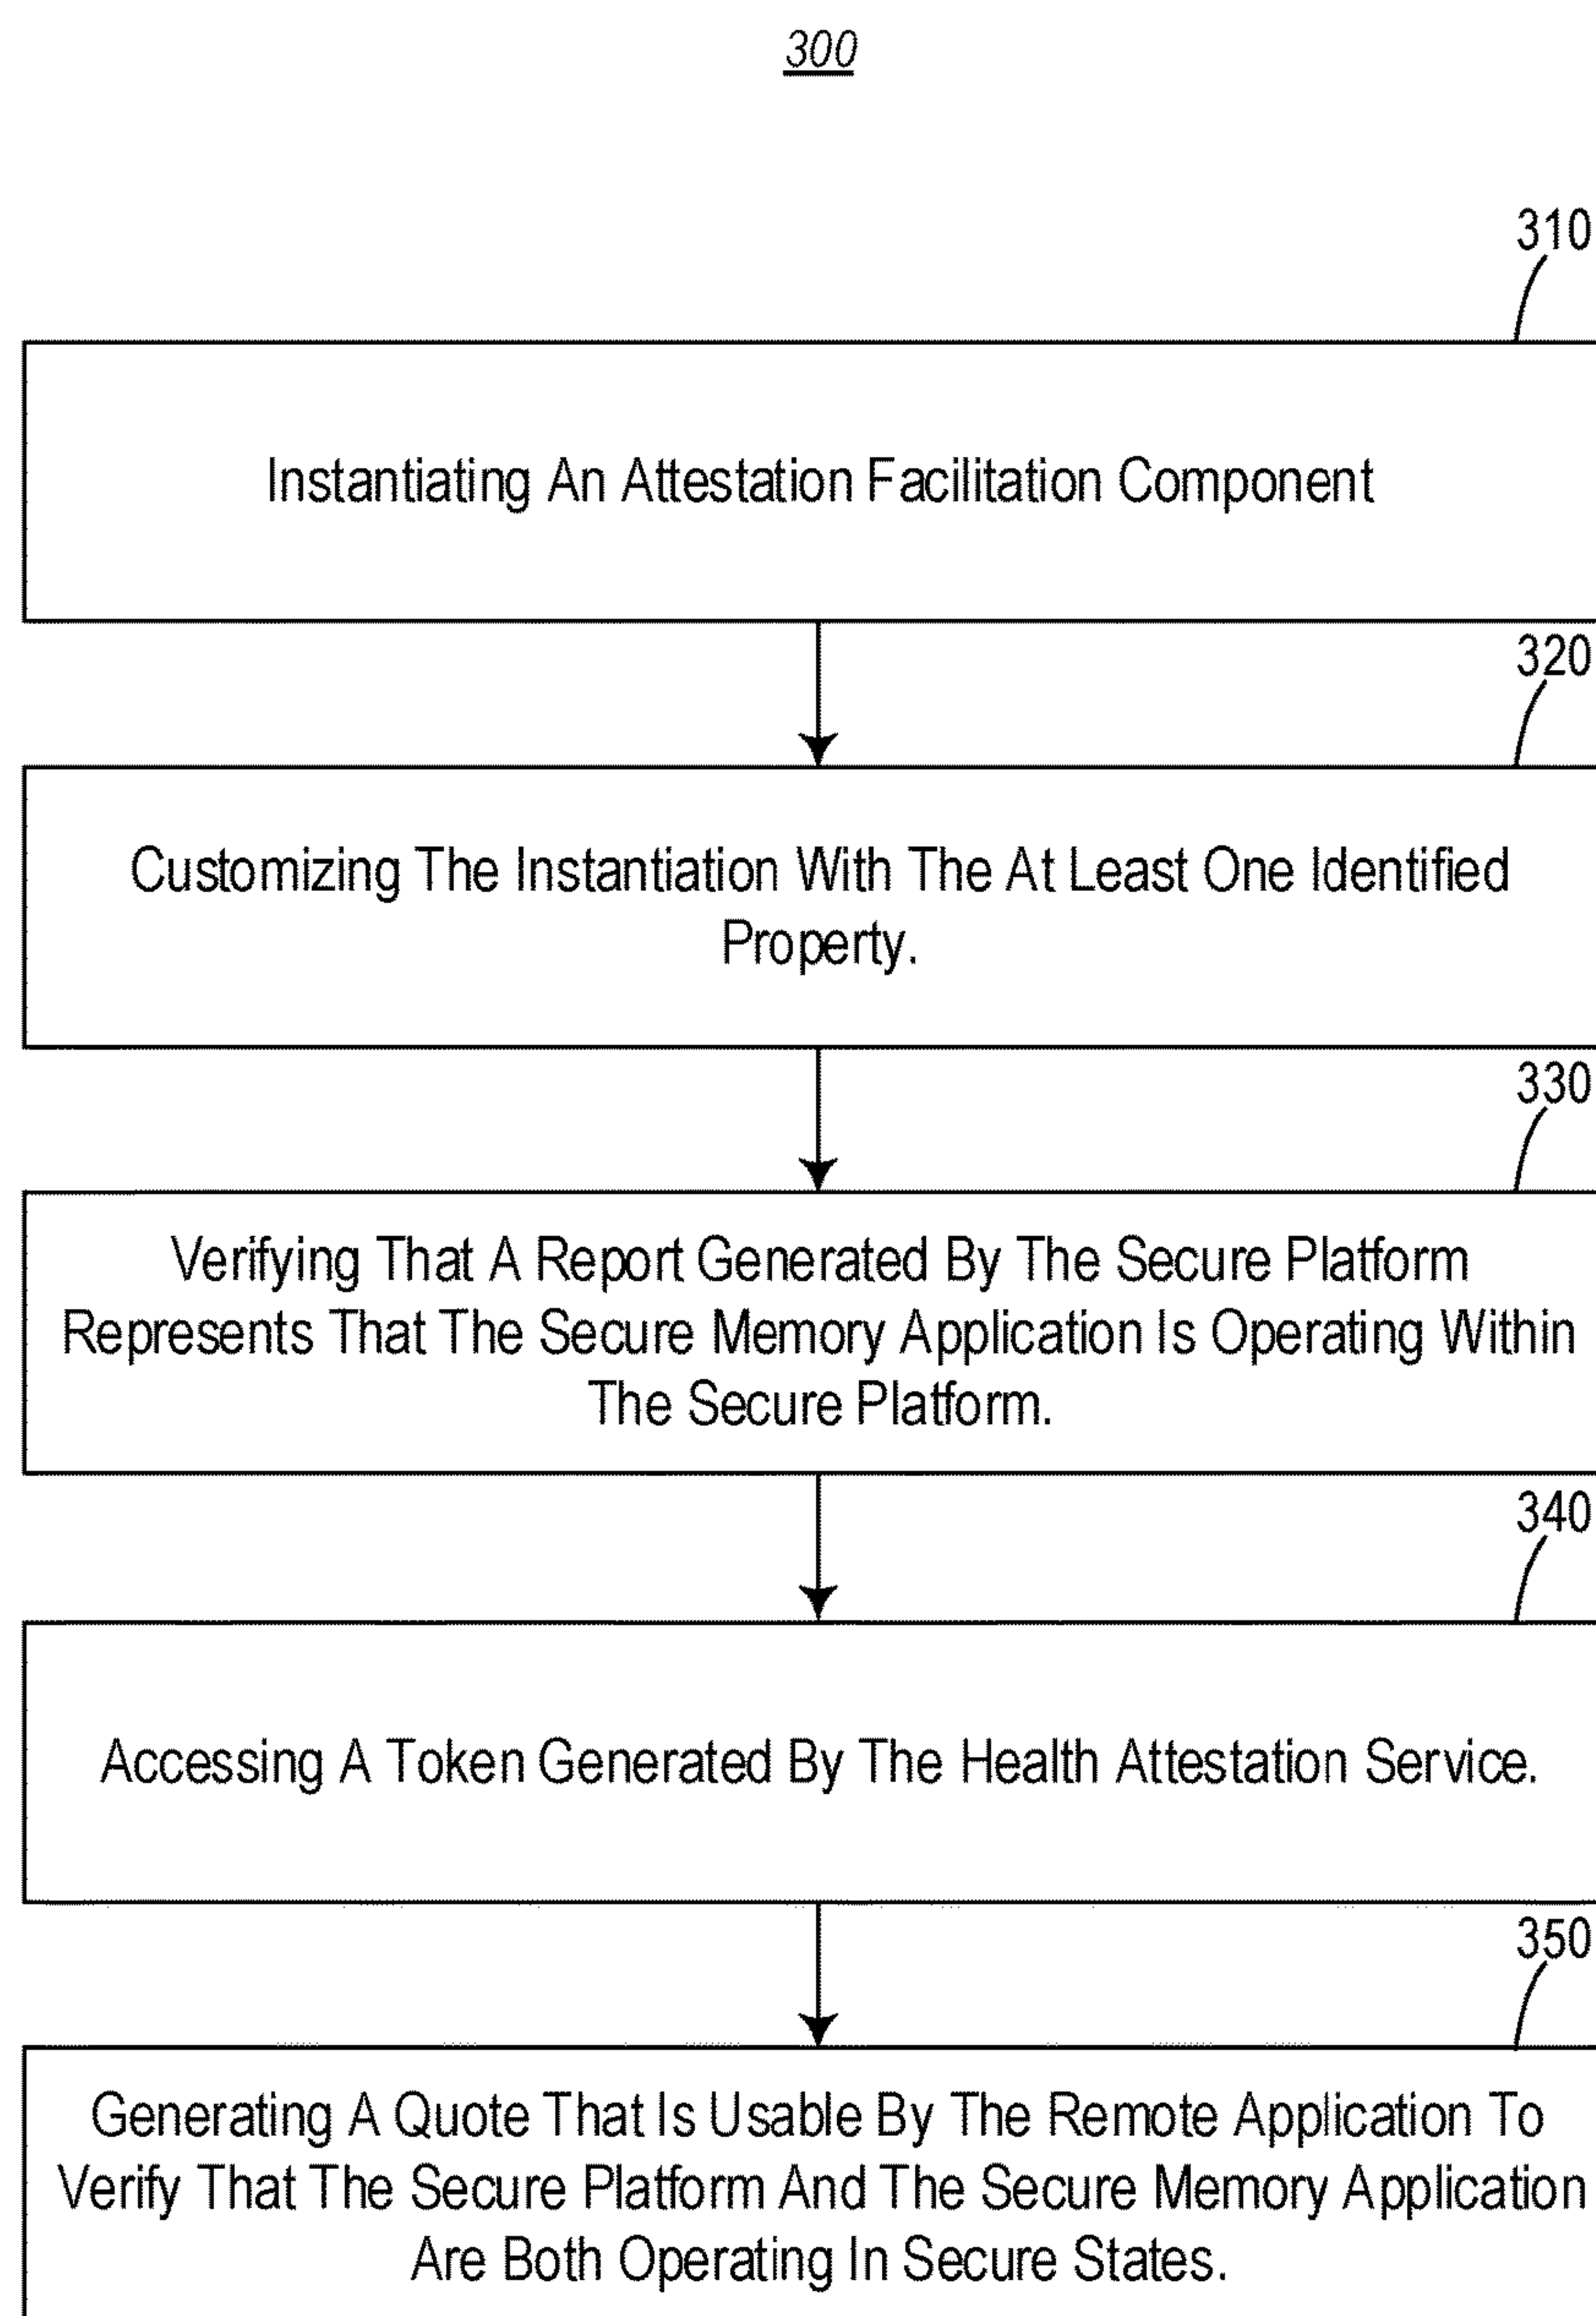 300
310
Instantiating An Attestation Facilitation Component
320
Customizing The Instantiation With The At Least One Identified
Property.
330
Verifying That A Report Generated By The Secure Platform
Represents That The Secure Memory Application Is Operating Within
The Secure Platform.
340
Accessing A Token Generated By The Health Attestation Service.
350
Generating A Quote That Is Usable By The Remote Application To
Verify That The Secure Platform And The Secure Memory Application
Are Both Operating In Secure States.